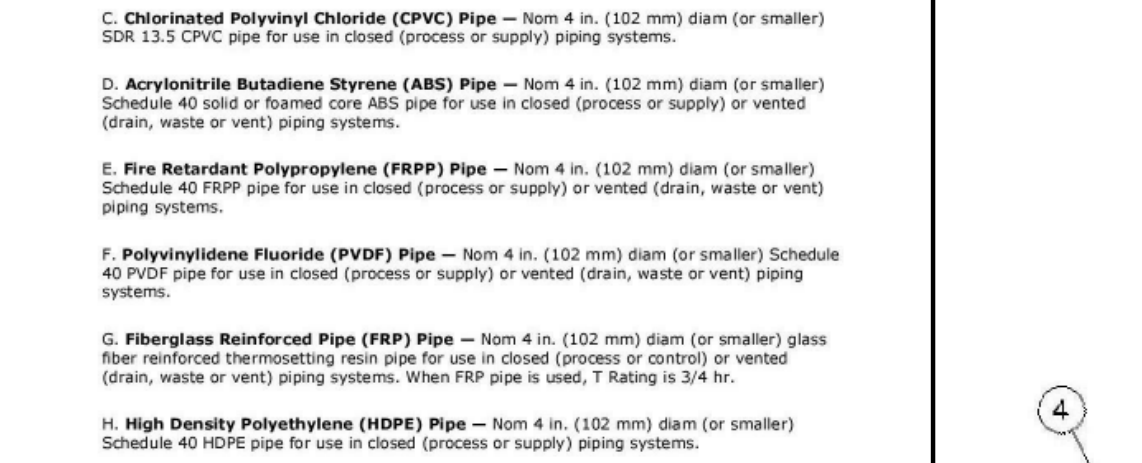 C. Chlorinated Polyvinyl Chloride (CPVC) Pipe — Nom 4 in. (102 mm) diam (or smaller)
SDR 13.5 CPVC pipe for use in closed (process or supply) piping systems.
D. Acrylonitrile Butadiene Styrene (ABS) Pipe — Nom 4 in. (102 mm) diam (or smaller)
Schedule 40 solid or foamed core ABS pipe for use in closed (process or supply) or vented
(drain, waste or vent) piping systems.
E. Fire Retardant Polypropylene (FRPP) Pipe — Nom 4 in. (102 mm) diam (or smaller)
Schedule 40 FRPP pipe for use in closed (process or supply) or vented (drain, waste or vent)
piping systems.
F. Polyvinylidene Fluoride (PVDF) Pipe — Nom 4 in. (102 mm) diam (or smaller) Schedule
40 PVDF pipe for use in closed (process or supply) or vented (drain, waste or vent) piping
systems.
G. Fiberglass Reinforced Pipe (FRP) Pipe — Nom 4 in. (102 mm) diam (or smaller) glass
fiber reinforced thermosetting resin pipe for use in closed (process or control) or vented
(drain, waste or vent) piping systems. When FRP pipe is used, T Rating is 3/4 hr.
H. High Density Polyethylene (HDPE) Pipe — Nom 4 in. (102 mm) diam (or smaller)
Schedule 40 HDPE pipe for use in closed (process or supply) piping systems.
4